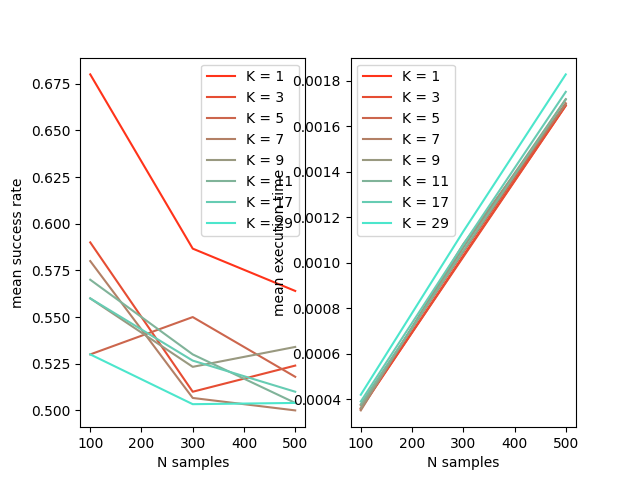 0.675
0.650
0.625
0.600
0.575
0.550
0.525
0.500
mean success rate
100
200
300
400
500
N samples
K = 1
K = 3
K = 5
K = 7
K = 9
K = 11
K = 17
K = 29
0.0018
0.0016
0.0014
0.0012
0.0010
0.0008
0.0006
0.0004
mean execution time
100
200
300
400
500
N samples
K = 1
K = 3
K = 5
K = 7
K = 9
K = 11
K = 17
K = 29